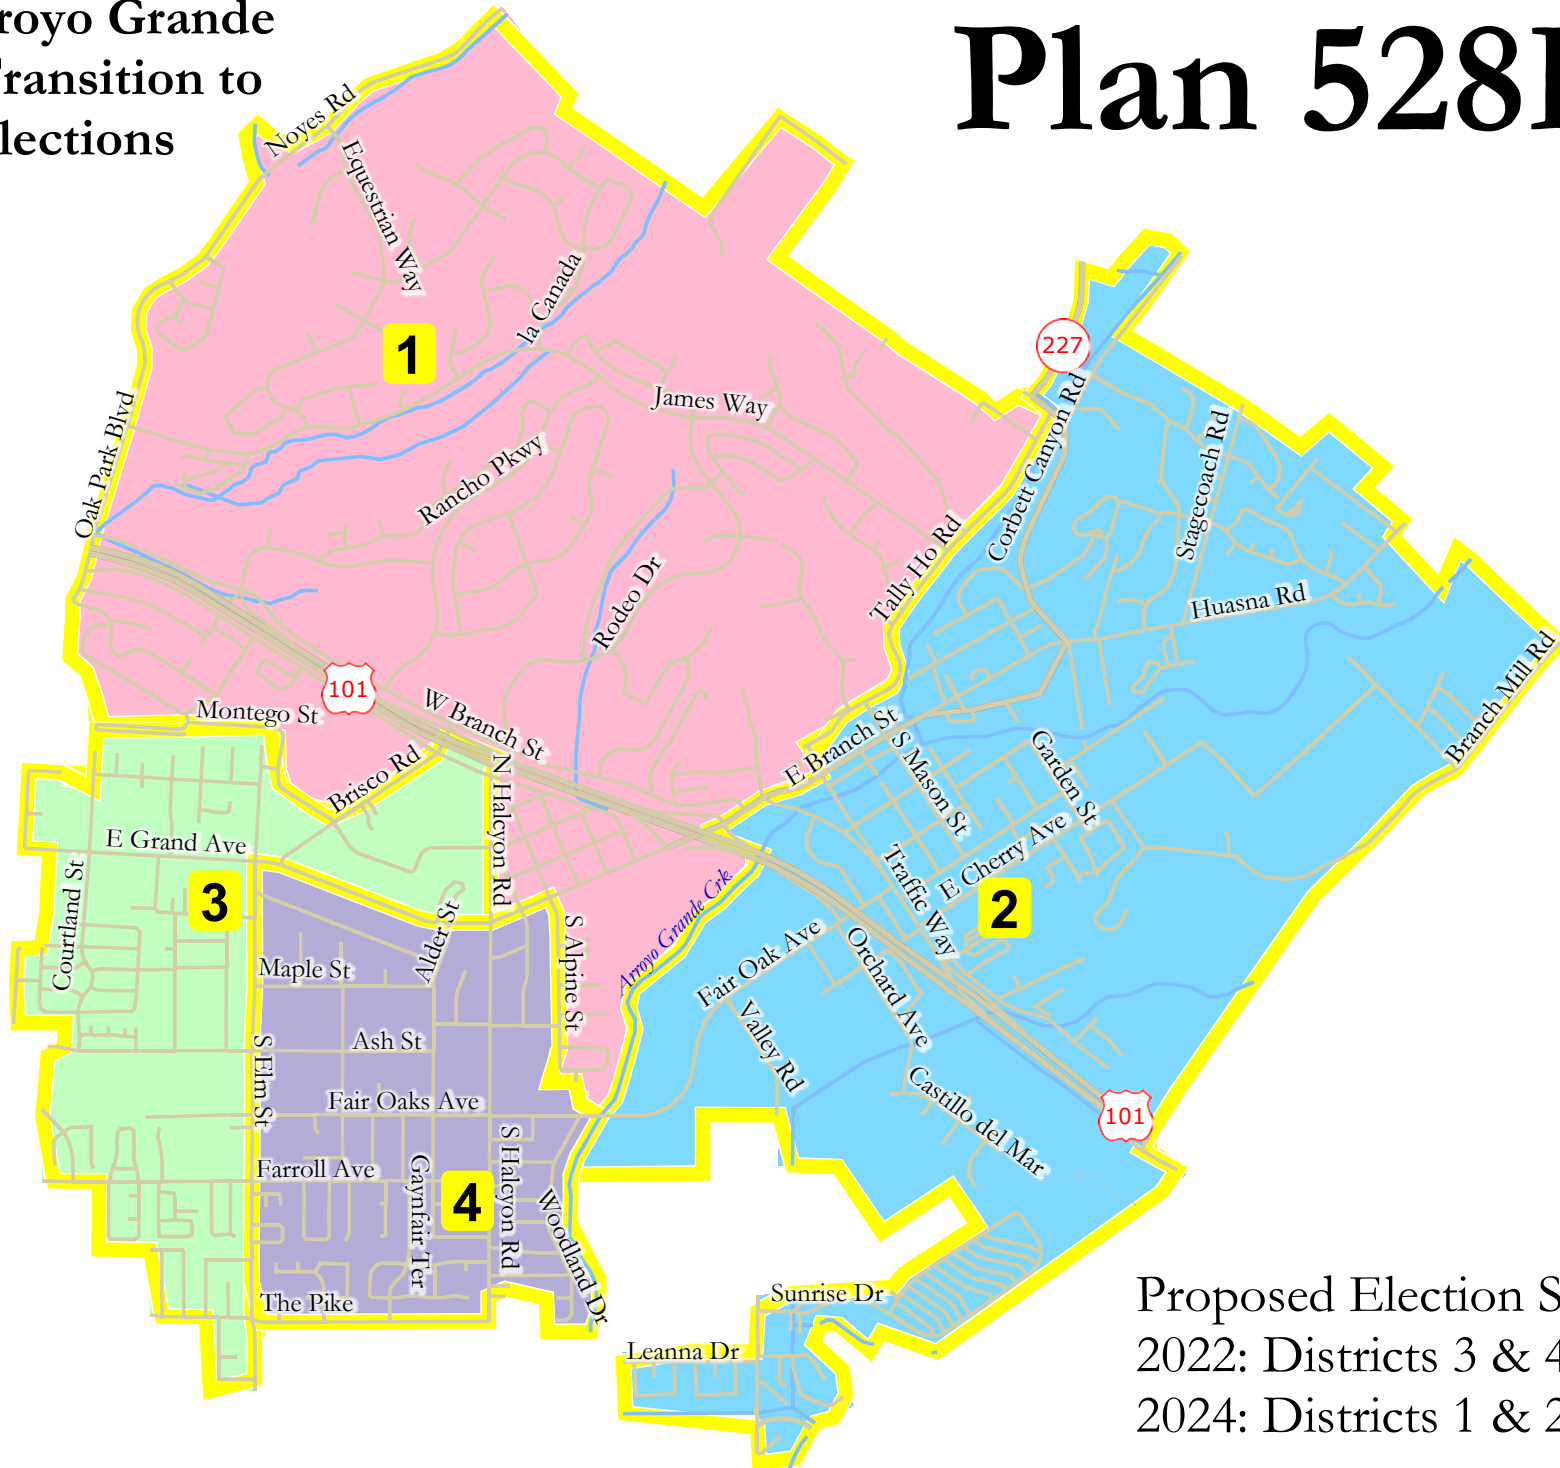 royo Grande
ransition to
lections
Plan 528
Noyes Rd
Equestrian Way
la Canada
1
227
James Way
Oak Park Blvd
Rancho Pkwy
Corbett Canyon Rd
Stagecoach Rd
Tally Ho Rd
Rodeo Dr
Huasna Rd
Branch Mill Rd
101
Montego St
W Branch St
E Branch St
S Mason St
Garden St
Brisco Rd
N Halcyon Rd
E Grand Ave
E Cherry Ave
Traffic Way
Courtland St
3
2
Alder St
S Alpine St
Arroyo Grande Crk
Fair Oak Ave
Orchard Ave
Maple St
Valley Rd
S Elm St
Ash St
Castillo del Mar
Fair Oaks Ave
101
Farroll Ave
Gaynfair Ter
4
S Halcyon Rd
Woodland Dr
The Pike
Sunrise Dr
Leanna Dr
Proposed Election S
2022: Districts 3 & 4
2024: Districts 1 & 2